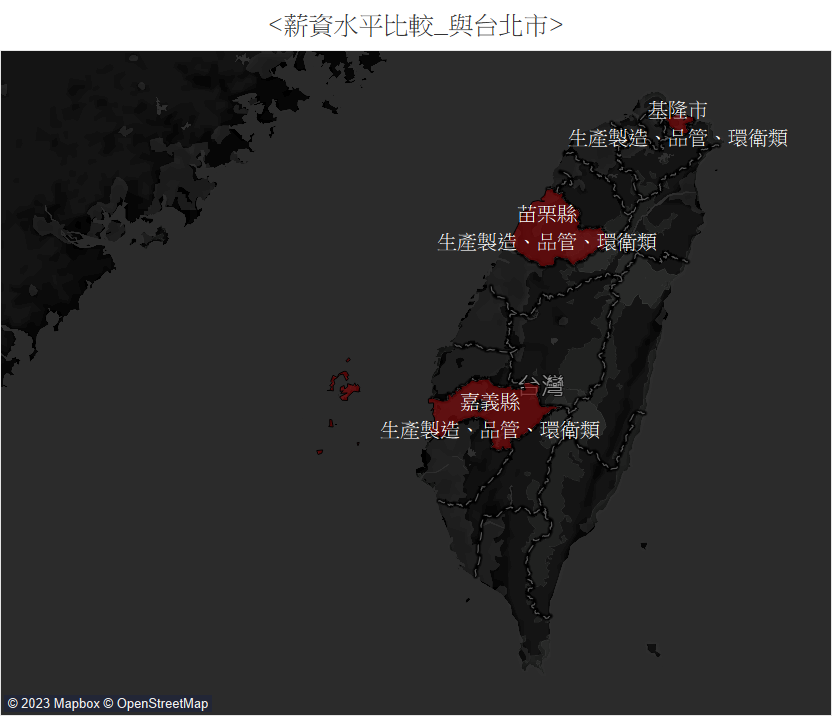 <薪資水平比較_與台北市>
基隆市
生產製造、品管、環衛類
苗栗縣
生產製造、品管、環衛類
台灣
嘉義縣
生產製造、品管、環衛類
© 2023 Mapbox © OpenStreetMap